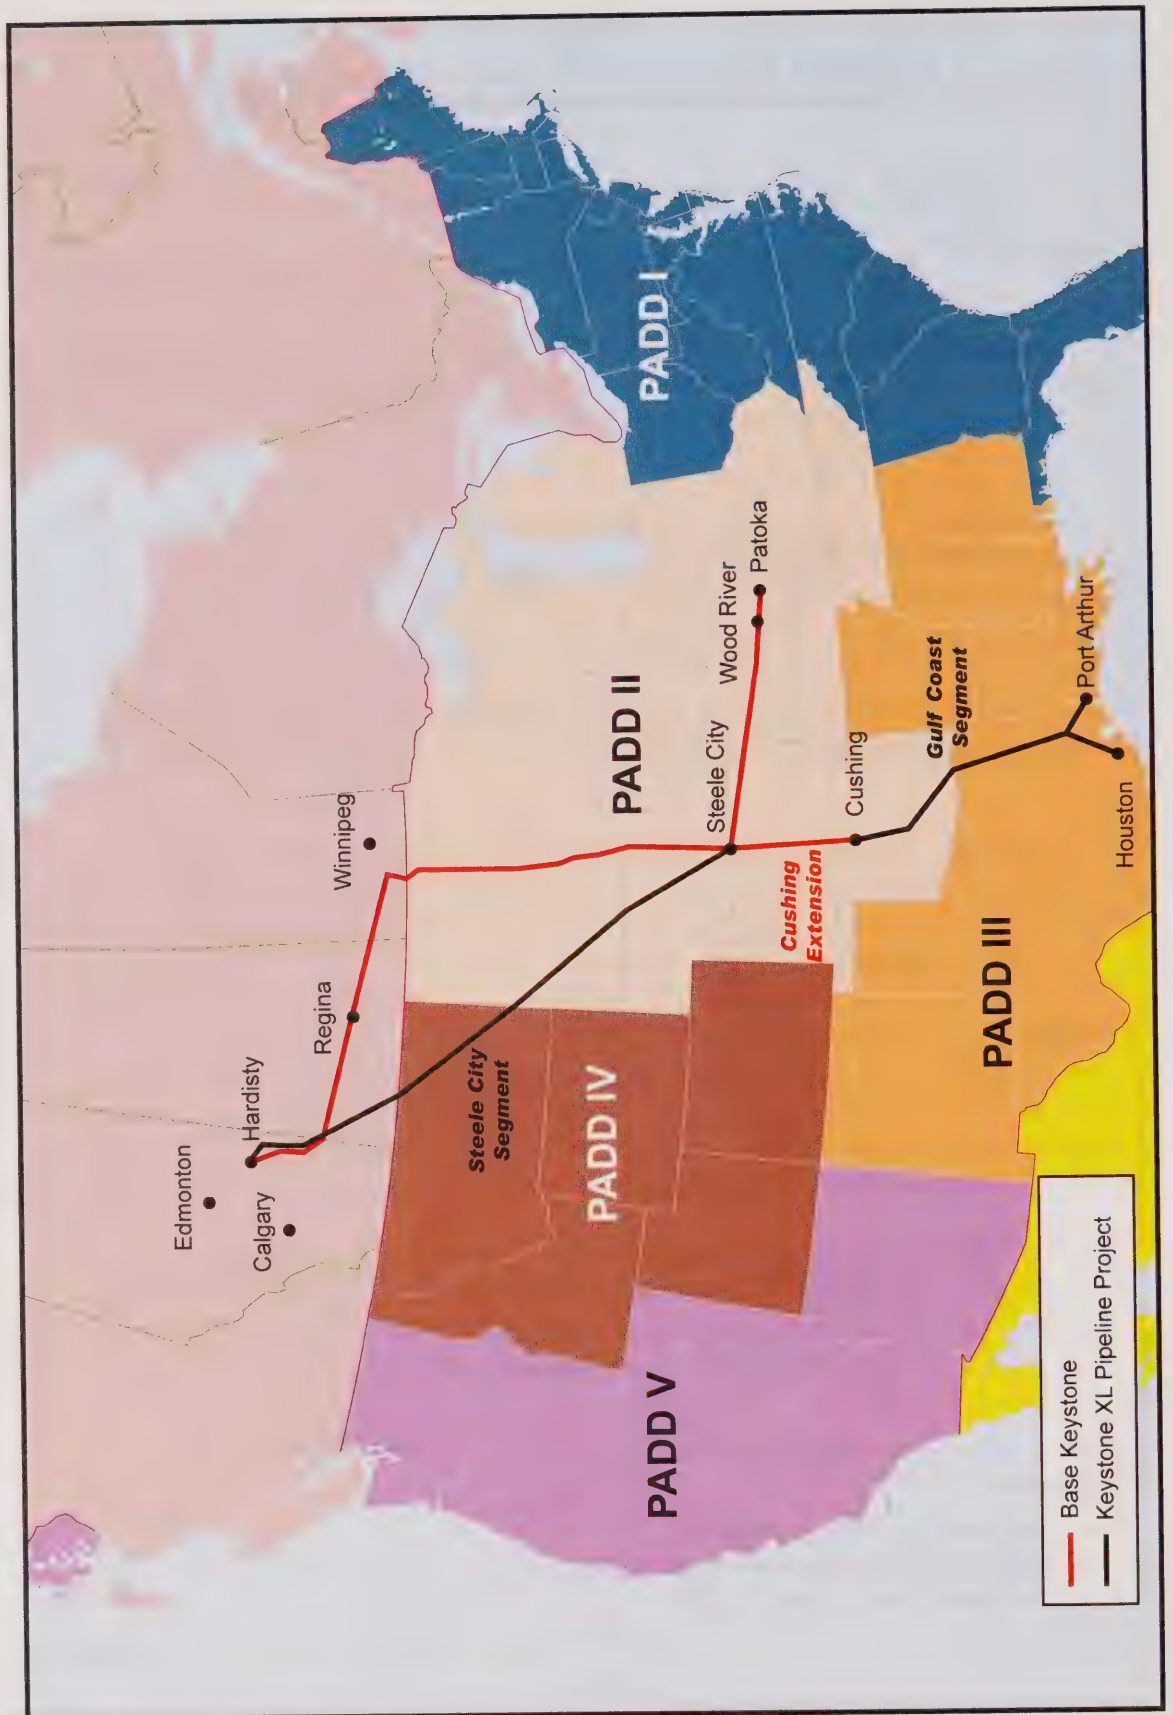 Edmonton
Hardisty
Calgary
Regina
Winnipeg
Steele City
Segment
PADD V
PADD IV
PADD II
PADD I
Steele City
Wood River
Patoka
Cushing
Extension
Cushing
Gulf Coast
Segment
PADD III
Port Arthur
Houston
Base Keystone
Keystone XL Pipeline Project